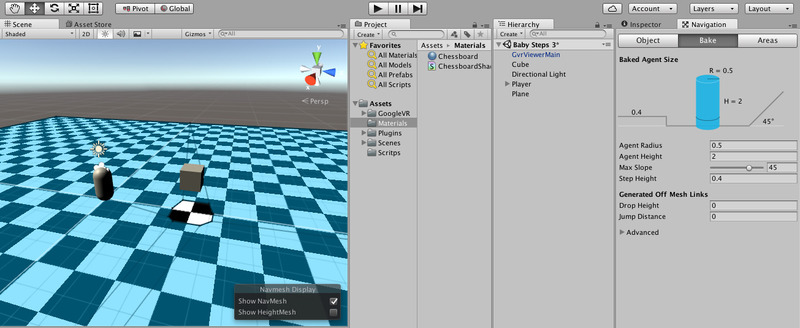 Pivot Global Account Layers Layout
Scene Asset Store
Shaded 2D Gizmos All
y
x
Persp
Navmesh Display
Show NavMesh
Show HeightMesh
Project
Create
Favorites
All Materials
All Models
All Prefabs
All Scripts
Assets
GoogleVR
Materials
Plugins
Scenes
Scritps
Assets Materials
Chessboard
ChessboardSha
Hierarchy
Create All
Baby Steps 3*
GvrViewerMain
Cube
Directional Light
Player
Plane
Inspector Navigation
Object Bake Areas
Baked Agent Size
R = 0.5
H = 2
0.4
45°
Agent Radius 0.5
Agent Height 2
Max Slope 45
Step Height 0.4
Generated Off Mesh Links
Drop Height 0
Jump Distance 0
Advanced